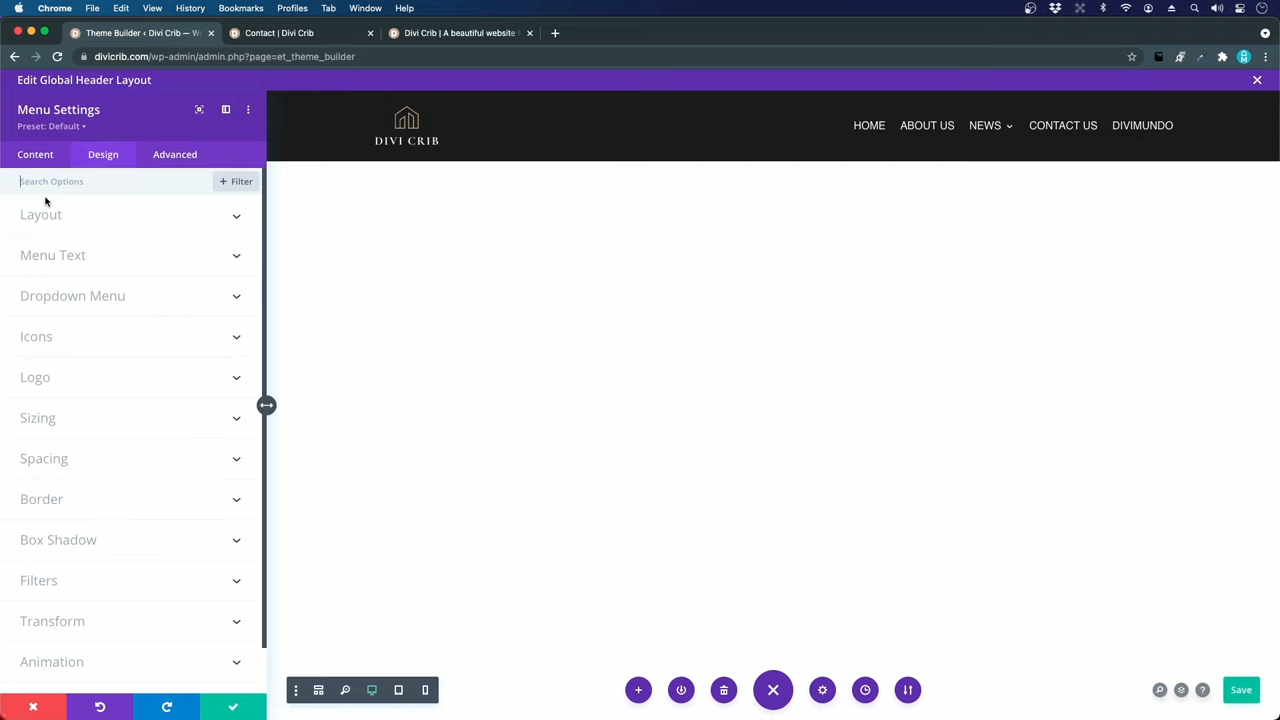 Chrome File Edit View History Bookmarks Profiles Tab Window Help
Theme Builder ‹ Divi Crib — W
Contact | Divi Crib
Divi Crib | A beautiful website
divicrib.com/wp-admin/admin.php?page=et_theme_builder
Edit Global Header Layout
Menu Settings
Preset: Default
Content Design Advanced
Search Options
+ Filter
DIVI CRIB
HOME ABOUT US NEWS CONTACT US DIVIMUNDO
Layout
Menu Text
Dropdown Menu
Icons
Logo
Sizing
Spacing
Border
Box Shadow
Filters
Transform
Animation
Save